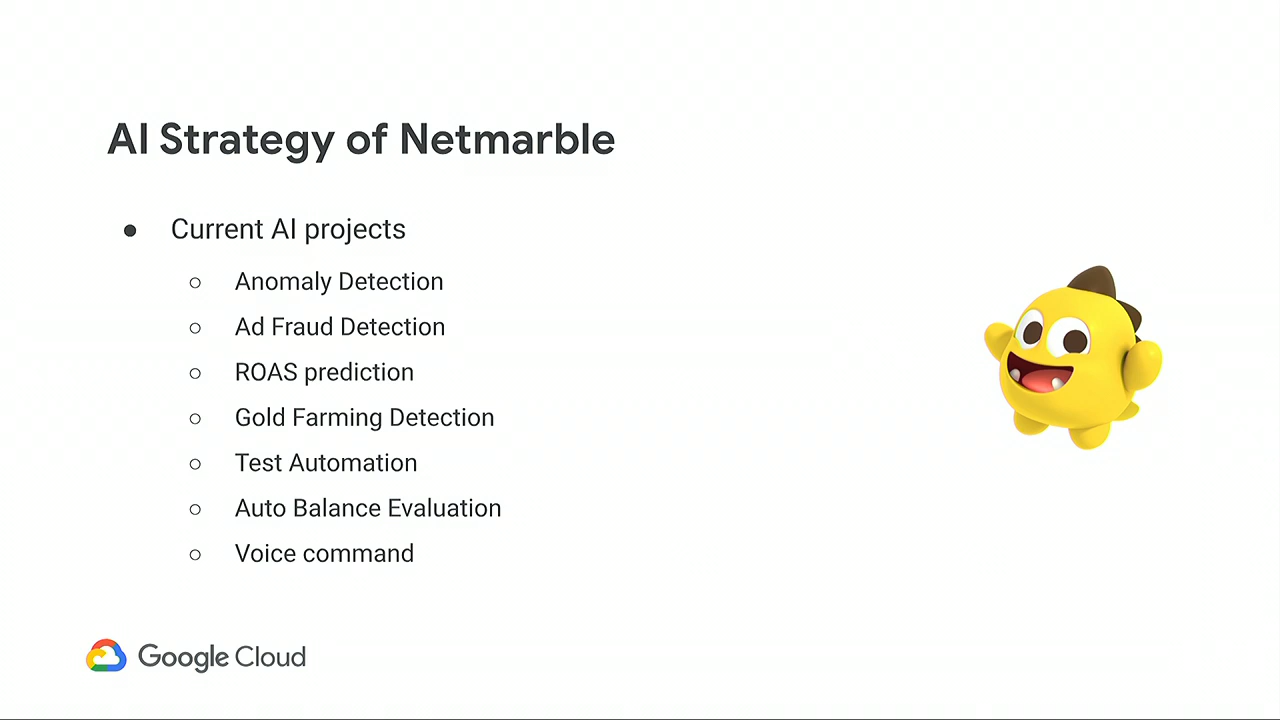 AI Strategy of Netmarble
● Current AI projects
○ Anomaly Detection
○ Ad Fraud Detection
○ ROAS prediction
○ Gold Farming Detection
○ Test Automation
○ Auto Balance Evaluation
○ Voice command
Google Cloud